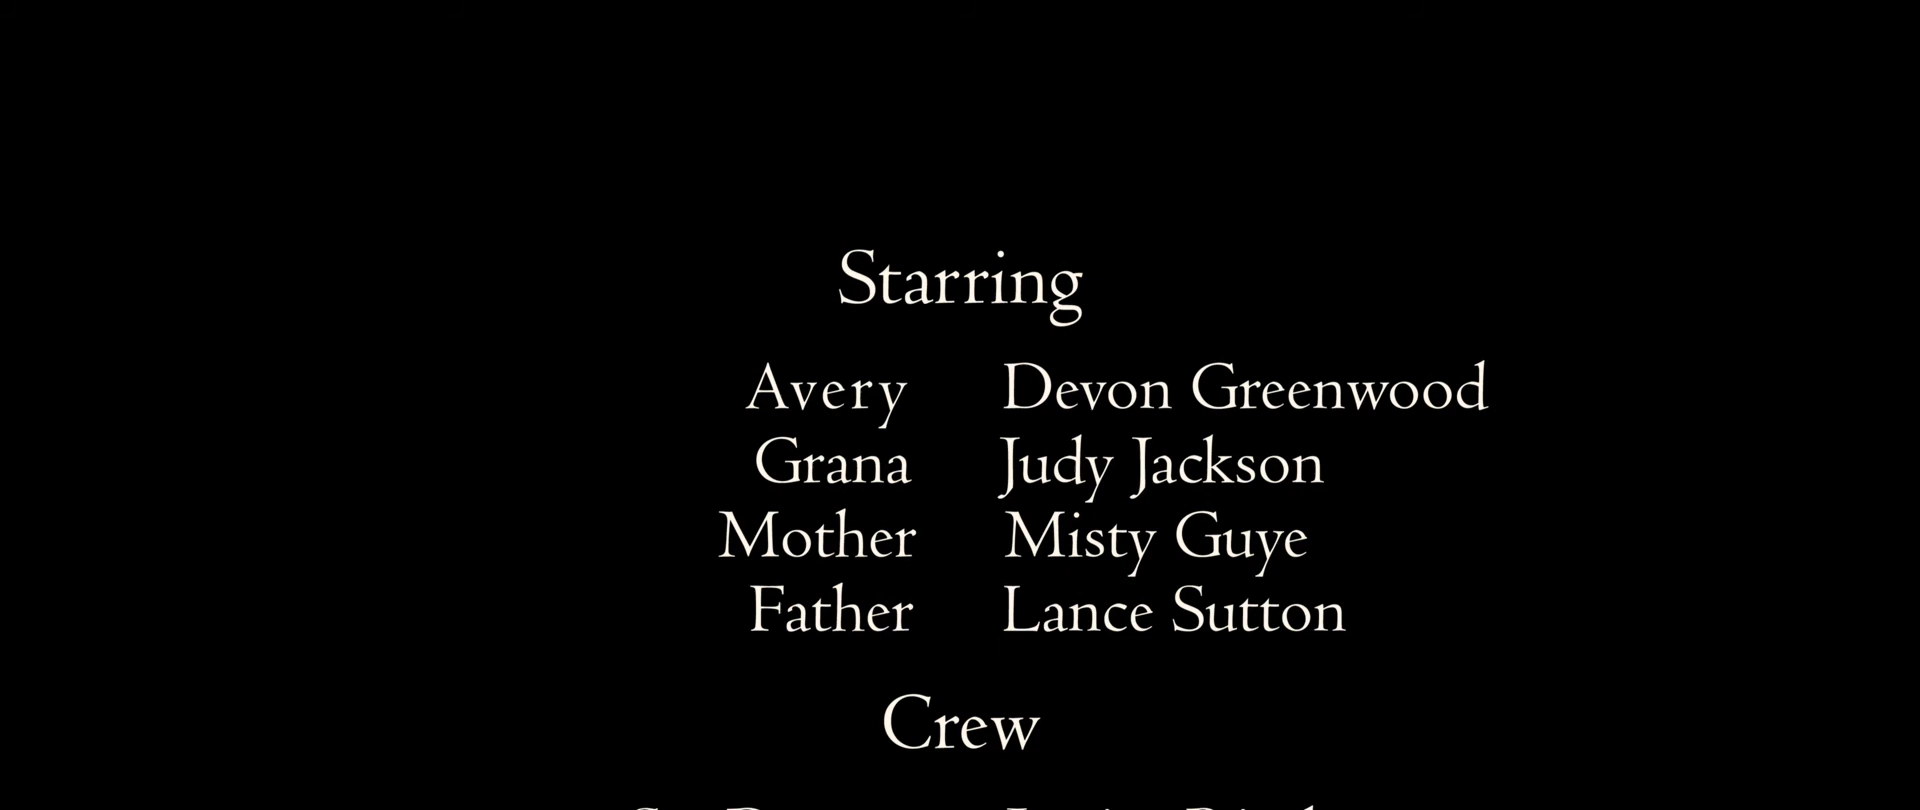 Starring
Avery Devon Greenwood
Grana Judy Jackson
Mother Misty Guye
Father Lance Sutton
Crew